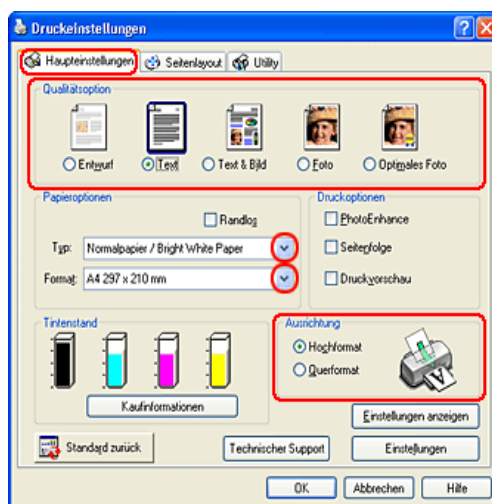 Druckeinstellungen
Haupteinstellungen Seitenlayout Utility
Qualitätsoption
Entwurf Text Text & Bild Foto Optimales Foto
Papieroptionen
Randlos
Typ: Normalpapier / Bright White Paper
Format: A4 297 x 210 mm
Druckoptionen
PhotoEnhance
Seitenfolge
Druckvorschau
Tintenstand
Kaufinformationen
Ausrichtung
Hochformat
Querformat
Einstellungen anzeigen
Standard zurück Technischer Support Einstellungen
OK Abbrechen Hilfe